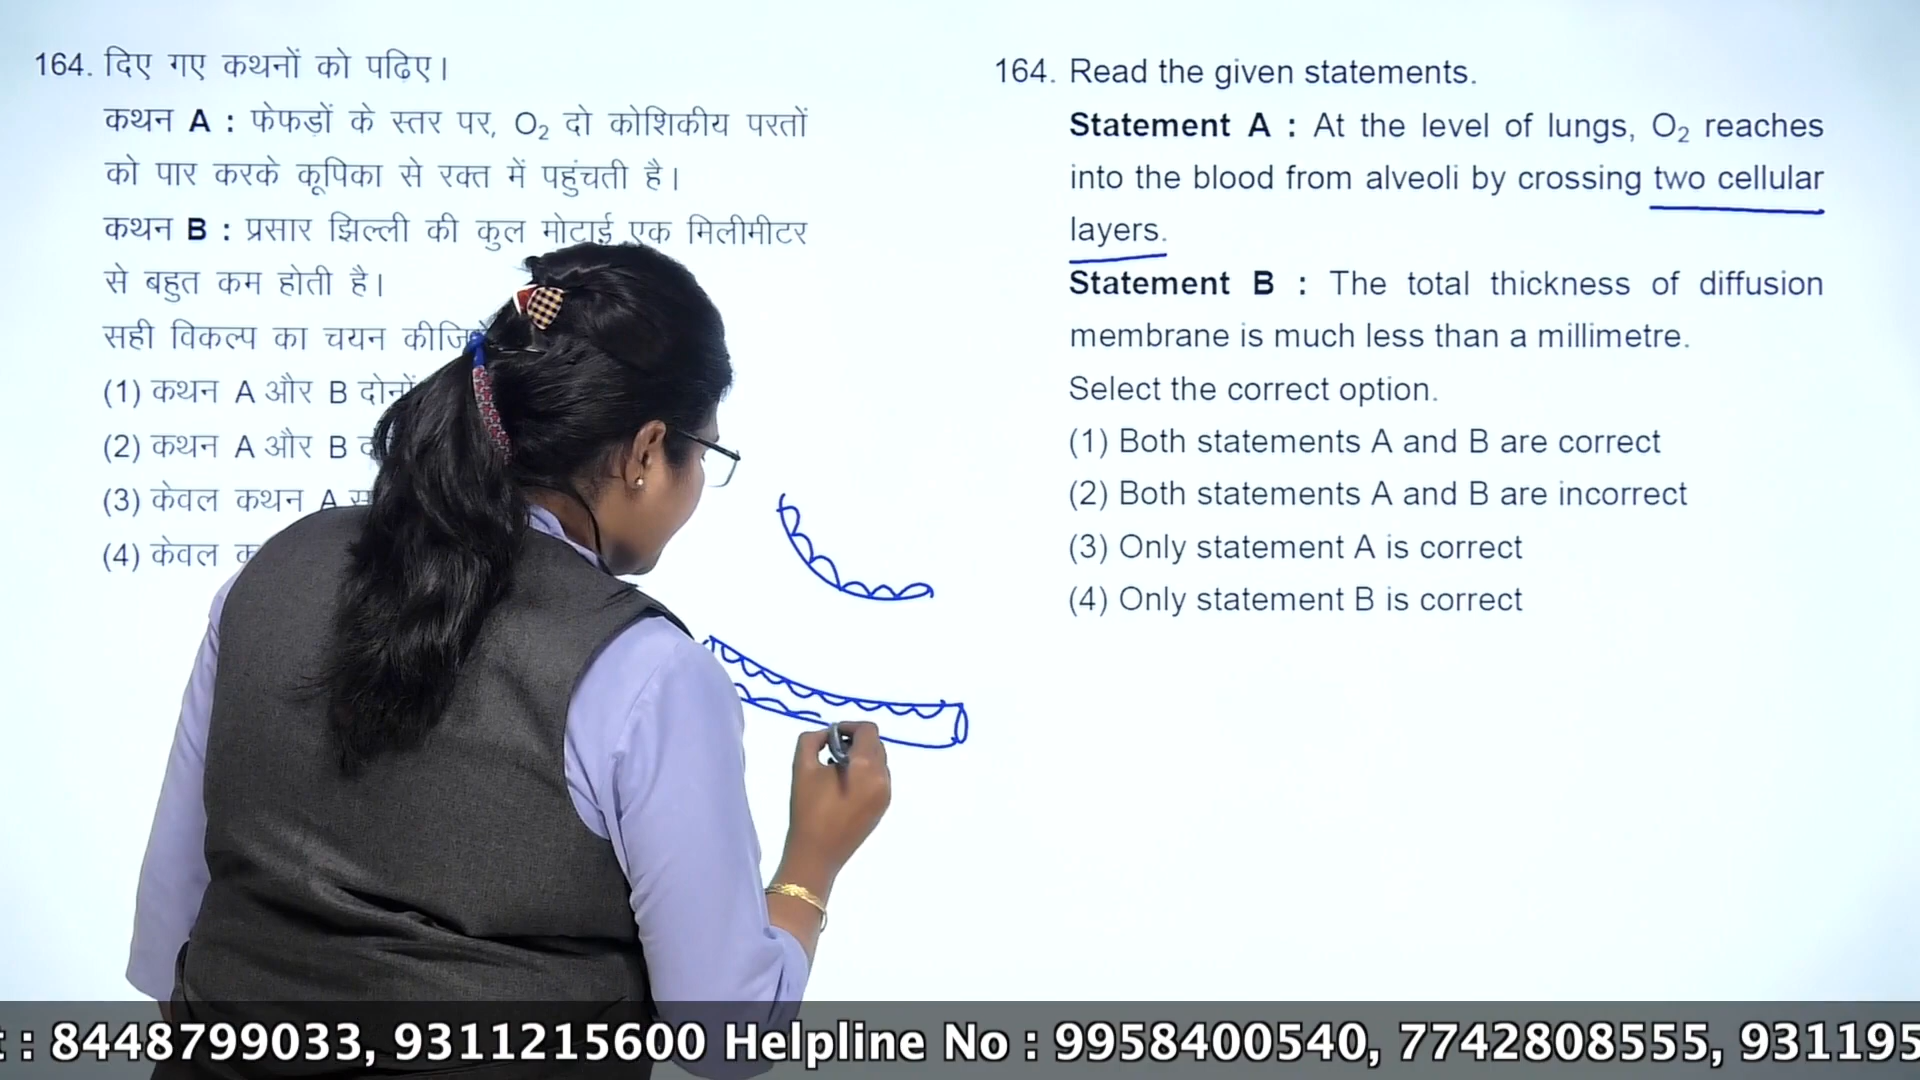 164. दिए गए कथनों को पढिए।
कथन A : फेफड़ों के स्तर पर, O₂ दो कोशिकीय परतों
को पार करके कूपिका से रक्त में पहुंचती है।
कथन B : प्रसार झिल्ली की कुल मोटाई एक मिलीमीटर
से बहुत कम होती है।
सही विकल्प का चयन
(1) कथन A और B दोनों
(2) कथन A और B
(3) केवल कथन A
(4) केवल
164. Read the given statements.
Statement A : At the level of lungs, O₂ reaches
into the blood from alveoli by crossing two cellular
layers.
Statement B : The total thickness of diffusion
membrane is much less than a millimetre.
Select the correct option.
(1) Both statements A and B are correct
(2) Both statements A and B are incorrect
(3) Only statement A is correct
(4) Only statement B is correct
: 8448799033, 9311215600 Helpline No : 9958400540, 7742808555, 931195